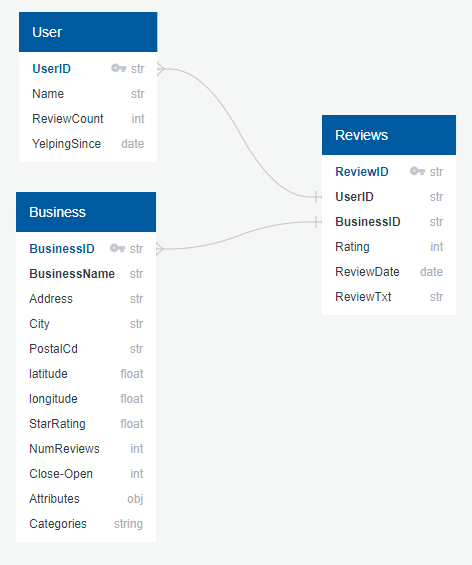 User
UserID str
Name str
ReviewCount int
YelpingSince date
Business
BusinessID str
BusinessName str
Address str
City str
PostalCd str
latitude float
longitude float
StarRating float
NumReviews int
Close-Open int
Attributes obj
Categories string
Reviews
ReviewID str
UserID str
BusinessID str
Rating int
ReviewDate date
ReviewTxt str